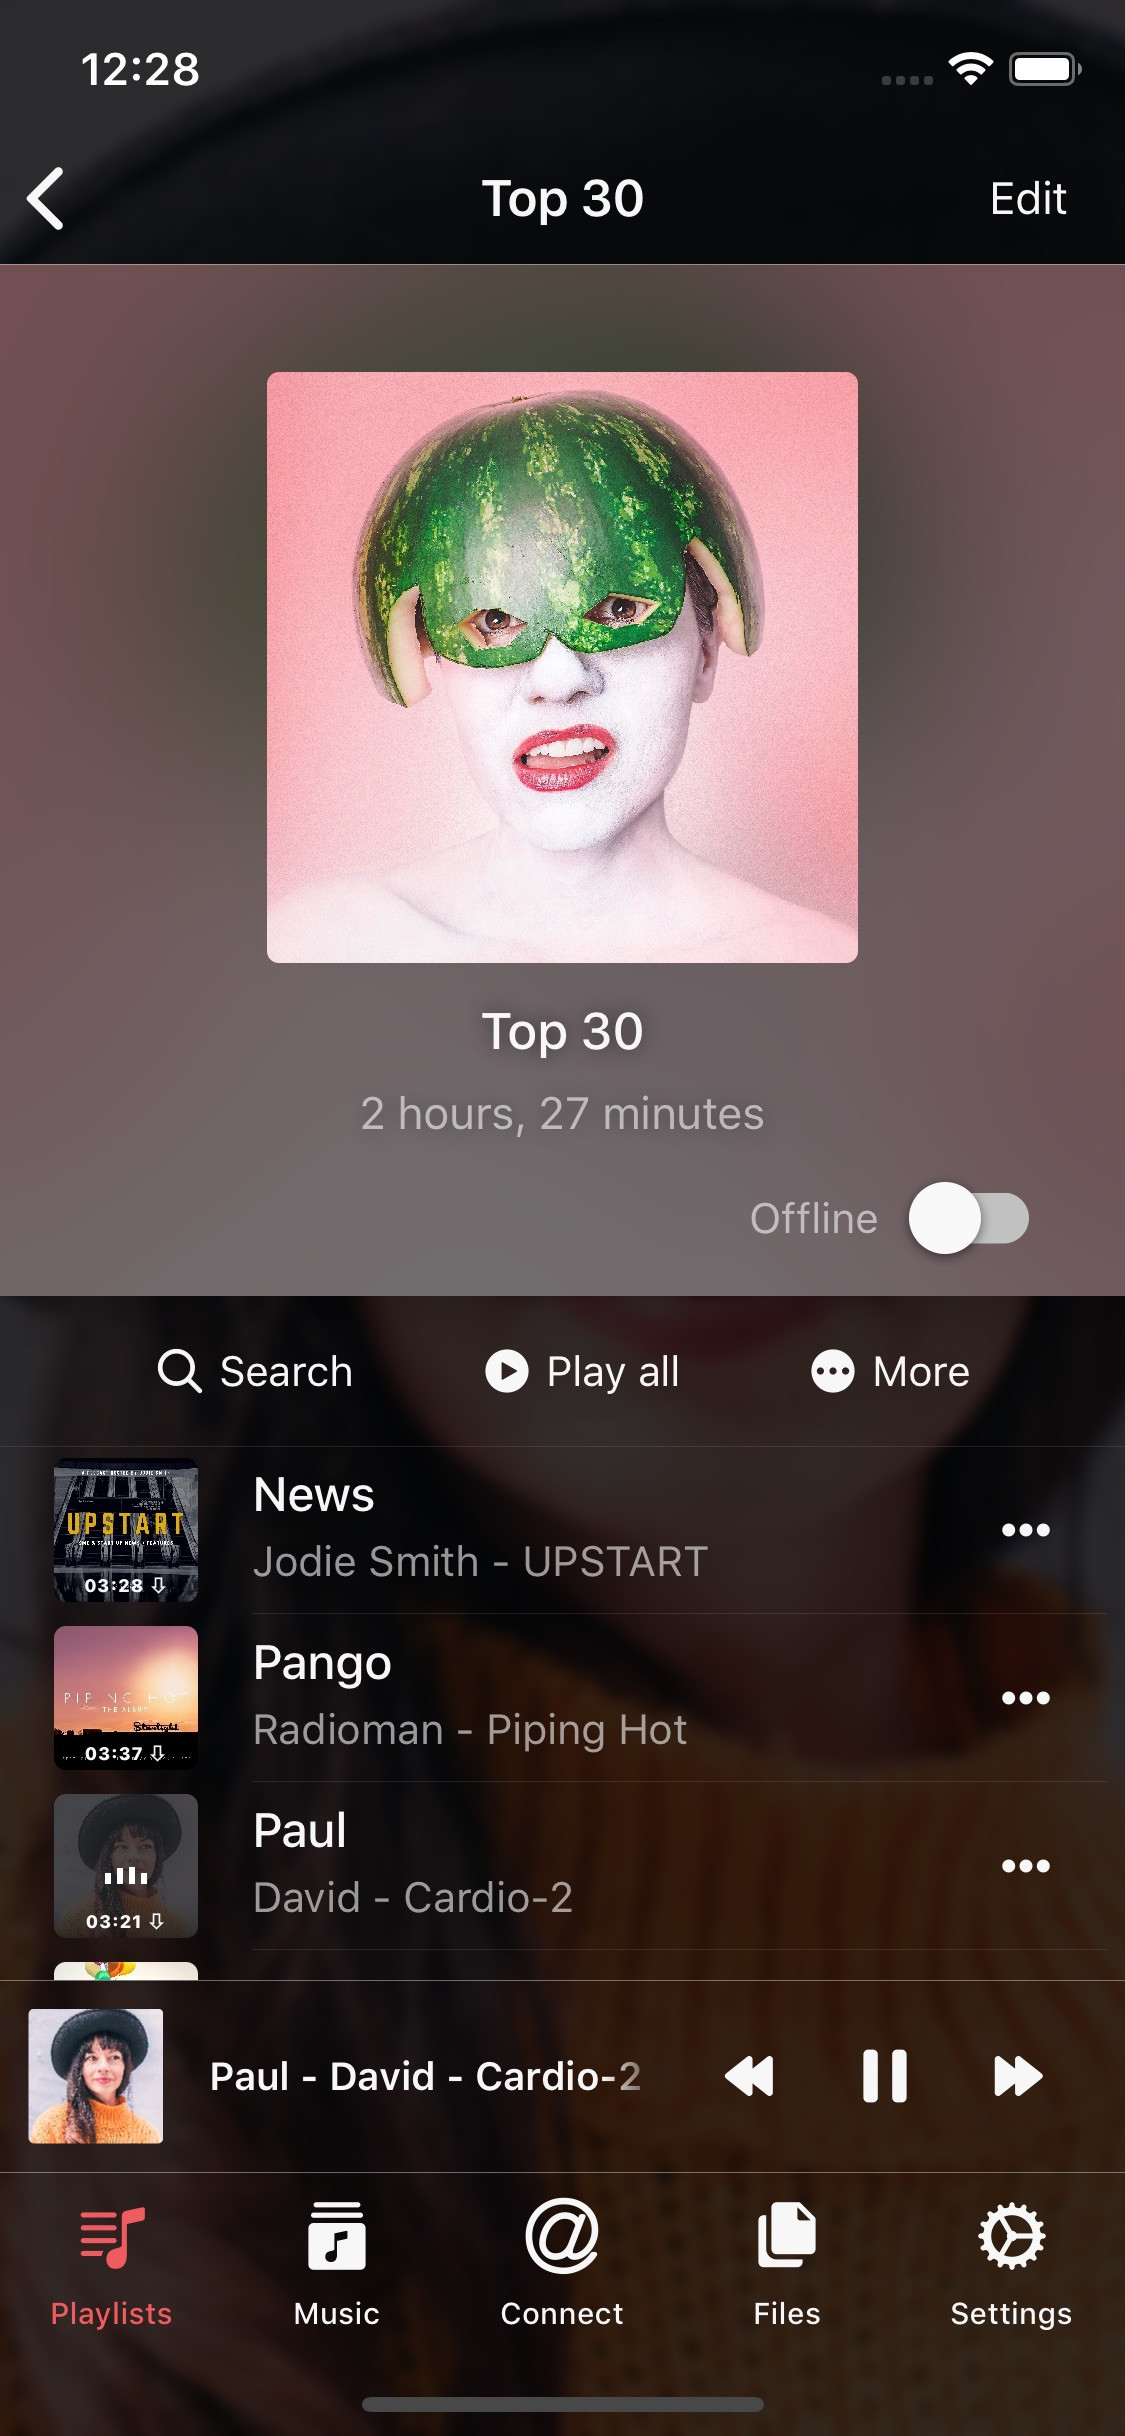 12:28
Top 30
Edit
Top 30
2 hours, 27 minutes
Offline
Search
Play all
More
UPSTART
03:28
News
Jodie Smith - UPSTART
THE ALBUM
03:37
Pango
Radioman - Piping Hot
03:21
Paul
David - Cardio-2
Paul - David - Cardio-2
Playlists
Music
Connect
Files
Settings